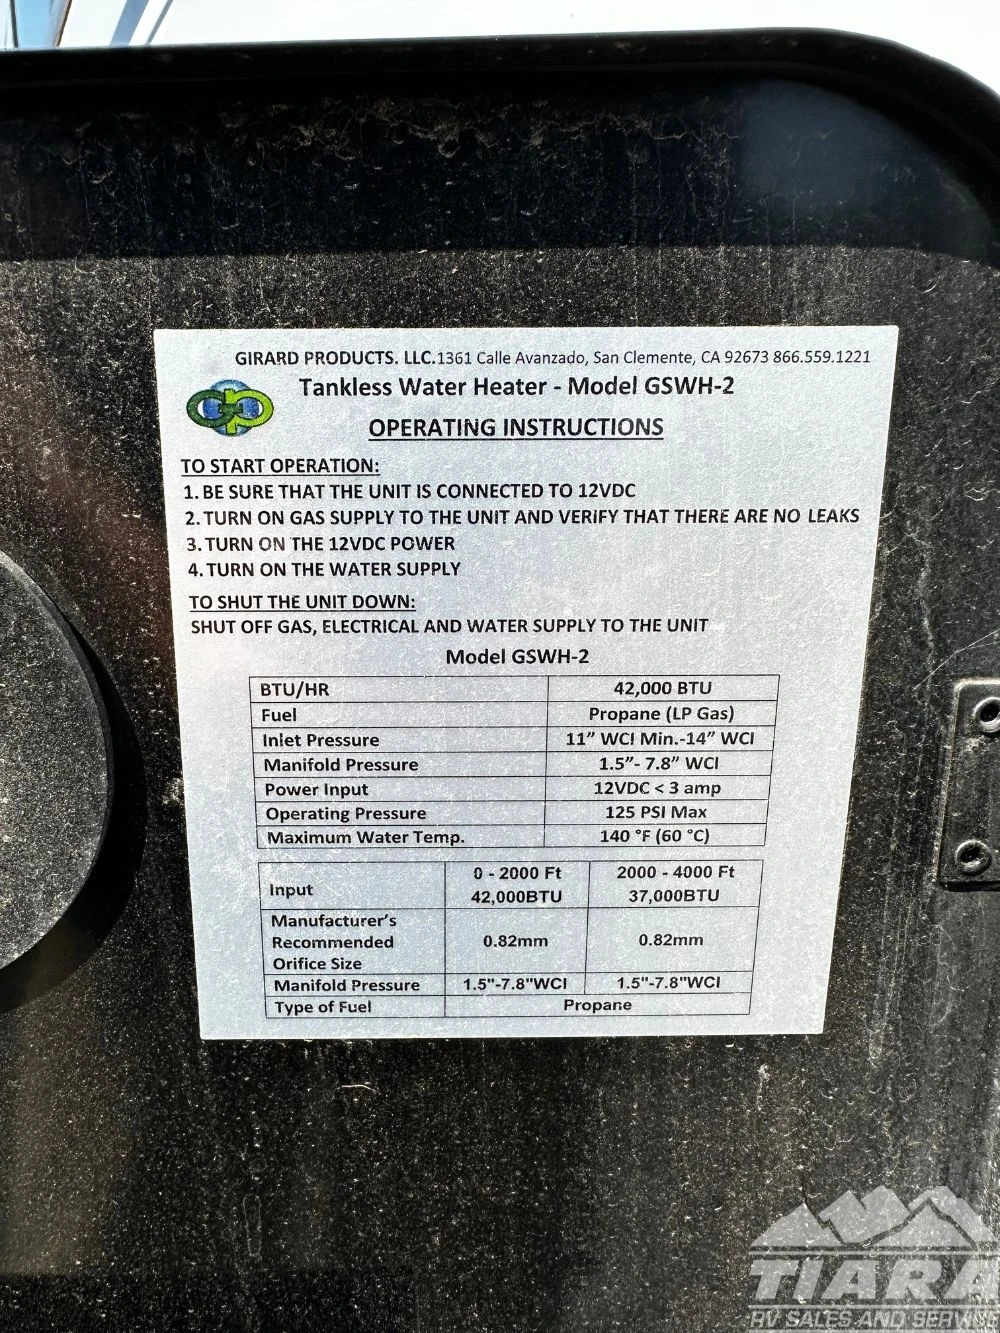 GIRARD PRODUCTS. LLC.1361 Calle Avanzado, San Clemente, CA 92673 866.559.1221
Tankless Water Heater - Model GSWH-2
OPERATING INSTRUCTIONS
TO START OPERATION:
1. BE SURE THAT THE UNIT IS CONNECTED TO 12VDC
2. TURN ON GAS SUPPLY TO THE UNIT AND VERIFY THAT THERE ARE NO LEAKS
3. TURN ON THE 12VDC POWER
4. TURN ON THE WATER SUPPLY
TO SHUT THE UNIT DOWN:
SHUT OFF GAS, ELECTRICAL AND WATER SUPPLY TO THE UNIT
Model GSWH-2
BTU/HR 42,000 BTU
Fuel Propane (LP Gas)
Inlet Pressure 11" WCI Min.-14" WCI
Manifold Pressure 1.5"- 7.8" WCI
Power Input 12VDC < 3 amp
Operating Pressure 125 PSI Max
Maximum Water Temp. 140 °F (60 °C)
Input 0 - 2000 Ft 2000 - 4000 Ft
42,000BTU 37,000BTU
Manufacturer's
Recommended 0.82mm 0.82mm
Orifice Size
Manifold Pressure 1.5"-7.8"WCI 1.5"-7.8"WCI
Type of Fuel Propane
TIARA
RV SALES AND SERVICE